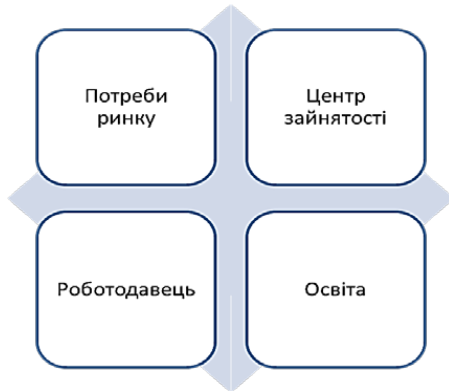 Потреби
ринку
Центр
зайнятості
Роботодавець
Освіта